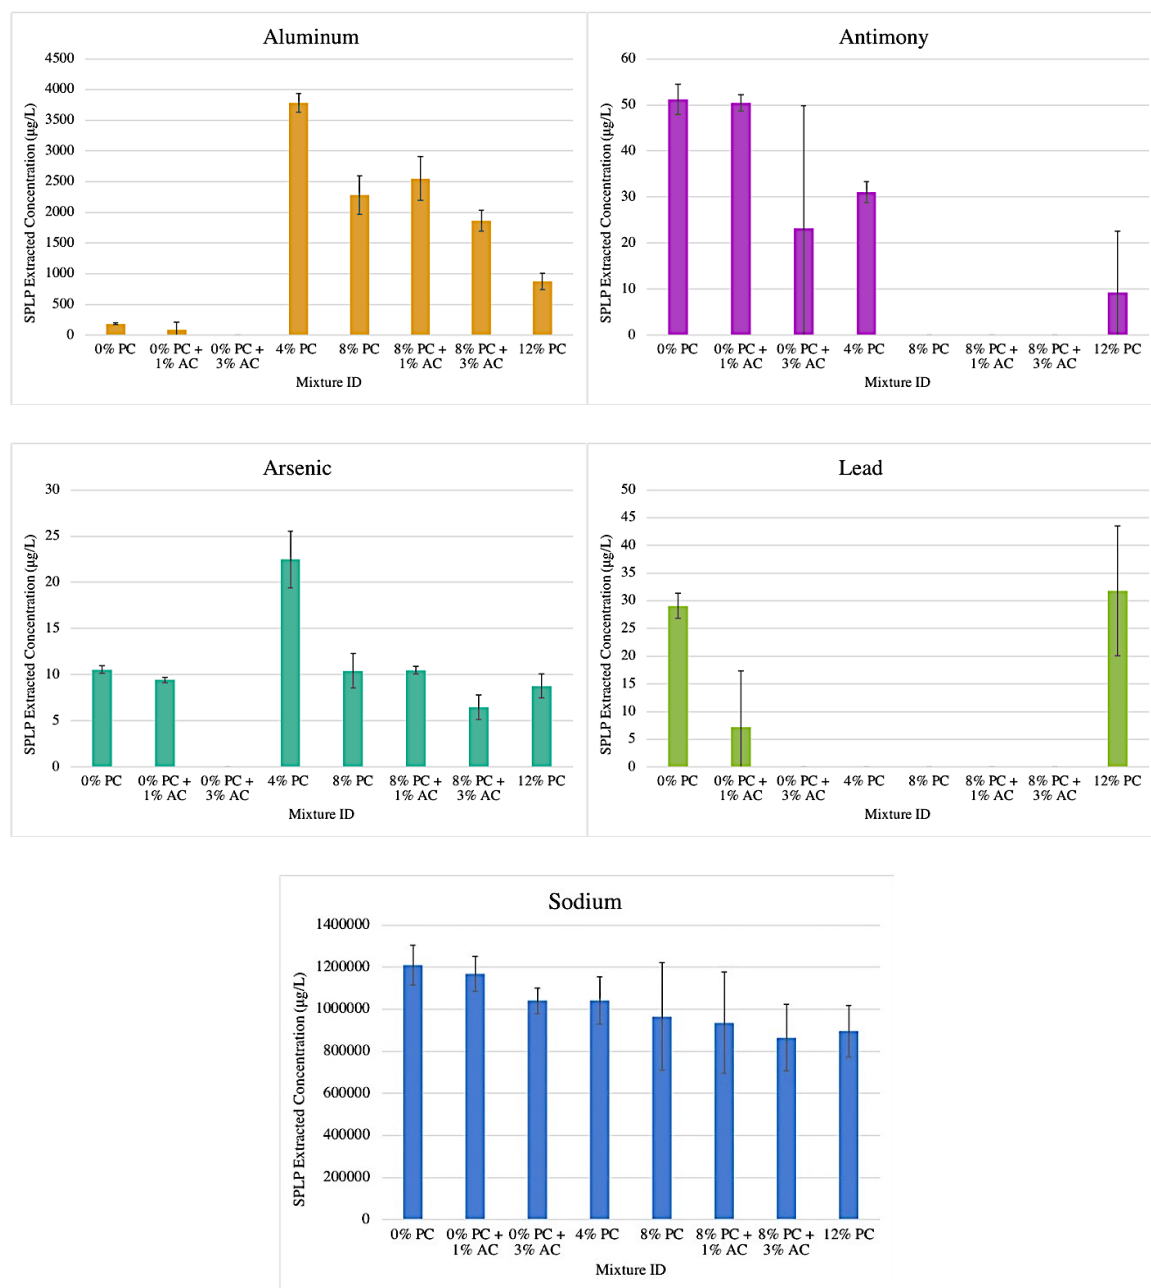 Aluminum
SPLP Extracted Concentration (µg/L)
4500
4000
3500
3000
2500
2000
1500
1000
500
0
0% PC
0% PC +
1% AC
0% PC +
3% AC
4% PC
8% PC
8% PC +
1% AC
8% PC +
3% AC
12% PC
Mixture ID
Antimony
SPLP Extracted Concentration (µg/L)
60
50
40
30
20
10
0
0% PC
0% PC +
1% AC
0% PC +
3% AC
4% PC
8% PC
8% PC +
1% AC
8% PC +
3% AC
12% PC
Mixture ID
Arsenic
SPLP Extracted Concentration (µg/L)
30
25
20
15
10
5
0
0% PC
0% PC +
1% AC
0% PC +
3% AC
4% PC
8% PC
8% PC +
1% AC
8% PC +
3% AC
12% PC
Mixture ID
Lead
SPLP Extracted Concentration (µg/L)
50
45
40
35
30
25
20
15
10
5
0
0% PC
0% PC +
1% AC
0% PC +
3% AC
4% PC
8% PC
8% PC +
1% AC
8% PC +
3% AC
12% PC
Mixture ID
Sodium
SPLP Extracted Concentration (µg/L)
1400000
1200000
1000000
800000
600000
400000
200000
0
0% PC
0% PC +
1% AC
0% PC +
3% AC
4% PC
8% PC
8% PC +
1% AC
8% PC +
3% AC
12% PC
Mixture ID